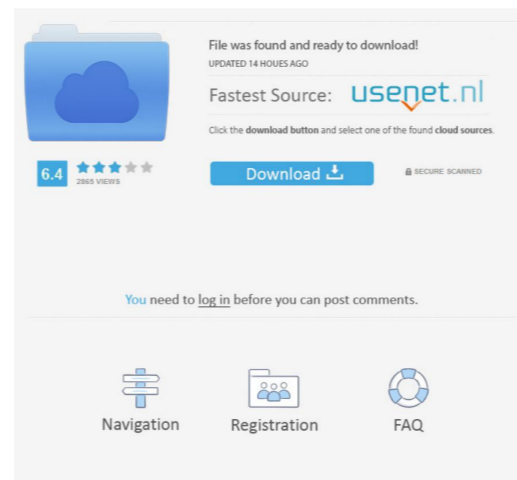 File was found and ready to download!
UPDATED 14 HOUES AGO
Fastest Source: usenet.nl
Click the download button and select one of the found cloud sources.
6.4
2865 VIEWS
Download
SECURE SCANNED
You need to log in before you can post comments.
Navigation
Registration
FAQ